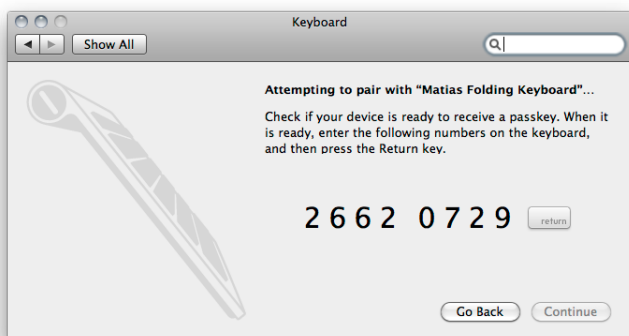 Keyboard
Show All
Attempting to pair with “Matias Folding Keyboard”...
Check if your device is ready to receive a passkey. When it
is ready, enter the following numbers on the keyboard,
and then press the Return key.
2662 0729 return
Go Back Continue